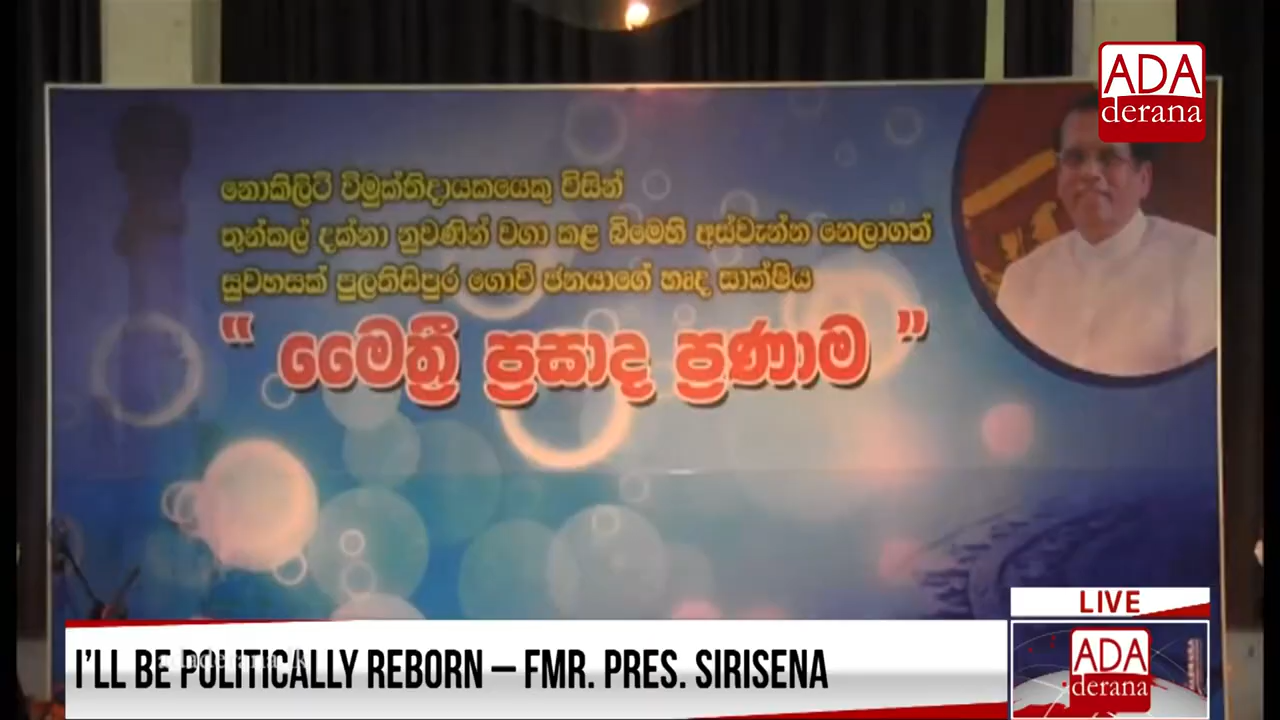 ADA
derana
නොකිලිටි විමුක්තිදායකයෙකු විසින්
තුන්කල් දක්නා නුවණින් වගා කළ බිමෙහි අස්වැන්න නෙලාගත්
සුවහසක් පුලතිසිපුර ගොවි ජනයාගේ හෘද සාක්ෂිය
“ මෛත්‍රී ප්‍රසාද ප්‍රණාම ”
LIVE
I’LL BE POLITICALLY REBORN – FMR. PRES. SIRISENA
ADA
derana